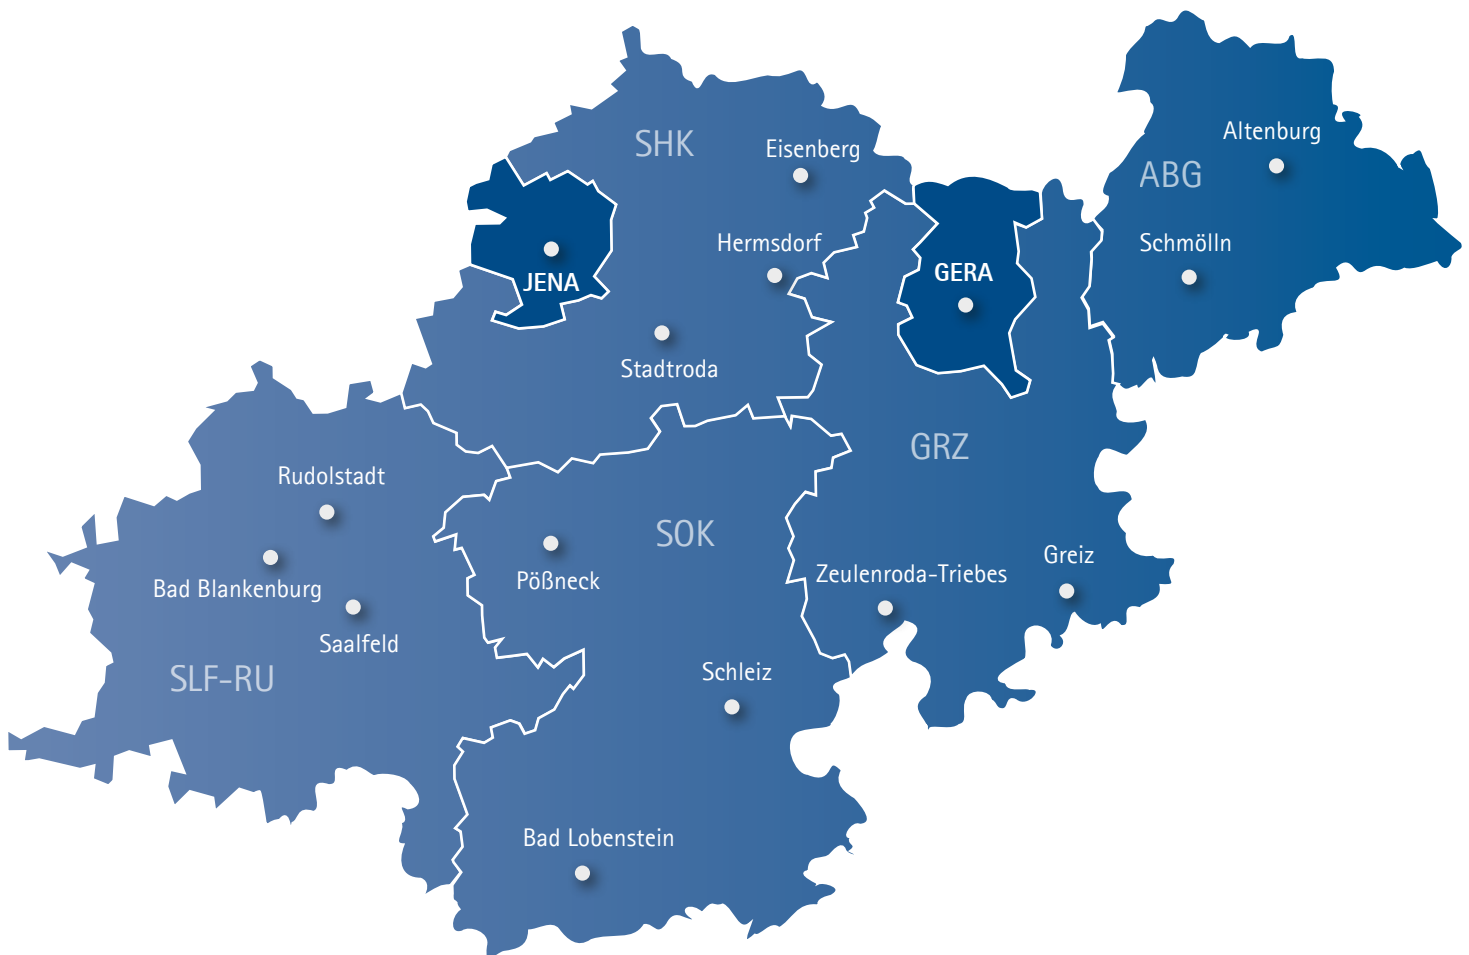 SHK
Eisenberg
Altenburg
ABG
Hermsdorf
Schmölln
JENA
GERA
Stadtroda
GRZ
Rudolstadt
SOK
Bad Blankenburg
Pößneck
Zeulenroda-Triebes
Greiz
Saalfeld
SLF-RU
Schleiz
Bad Lobenstein